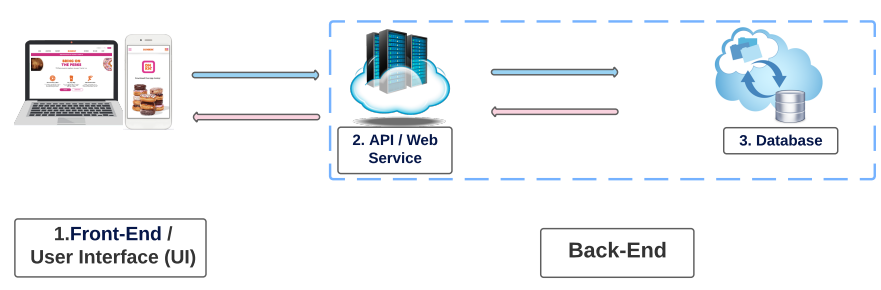 2. API / Web
Service
3. Database
1.Front-End /
User Interface (UI)
Back-End